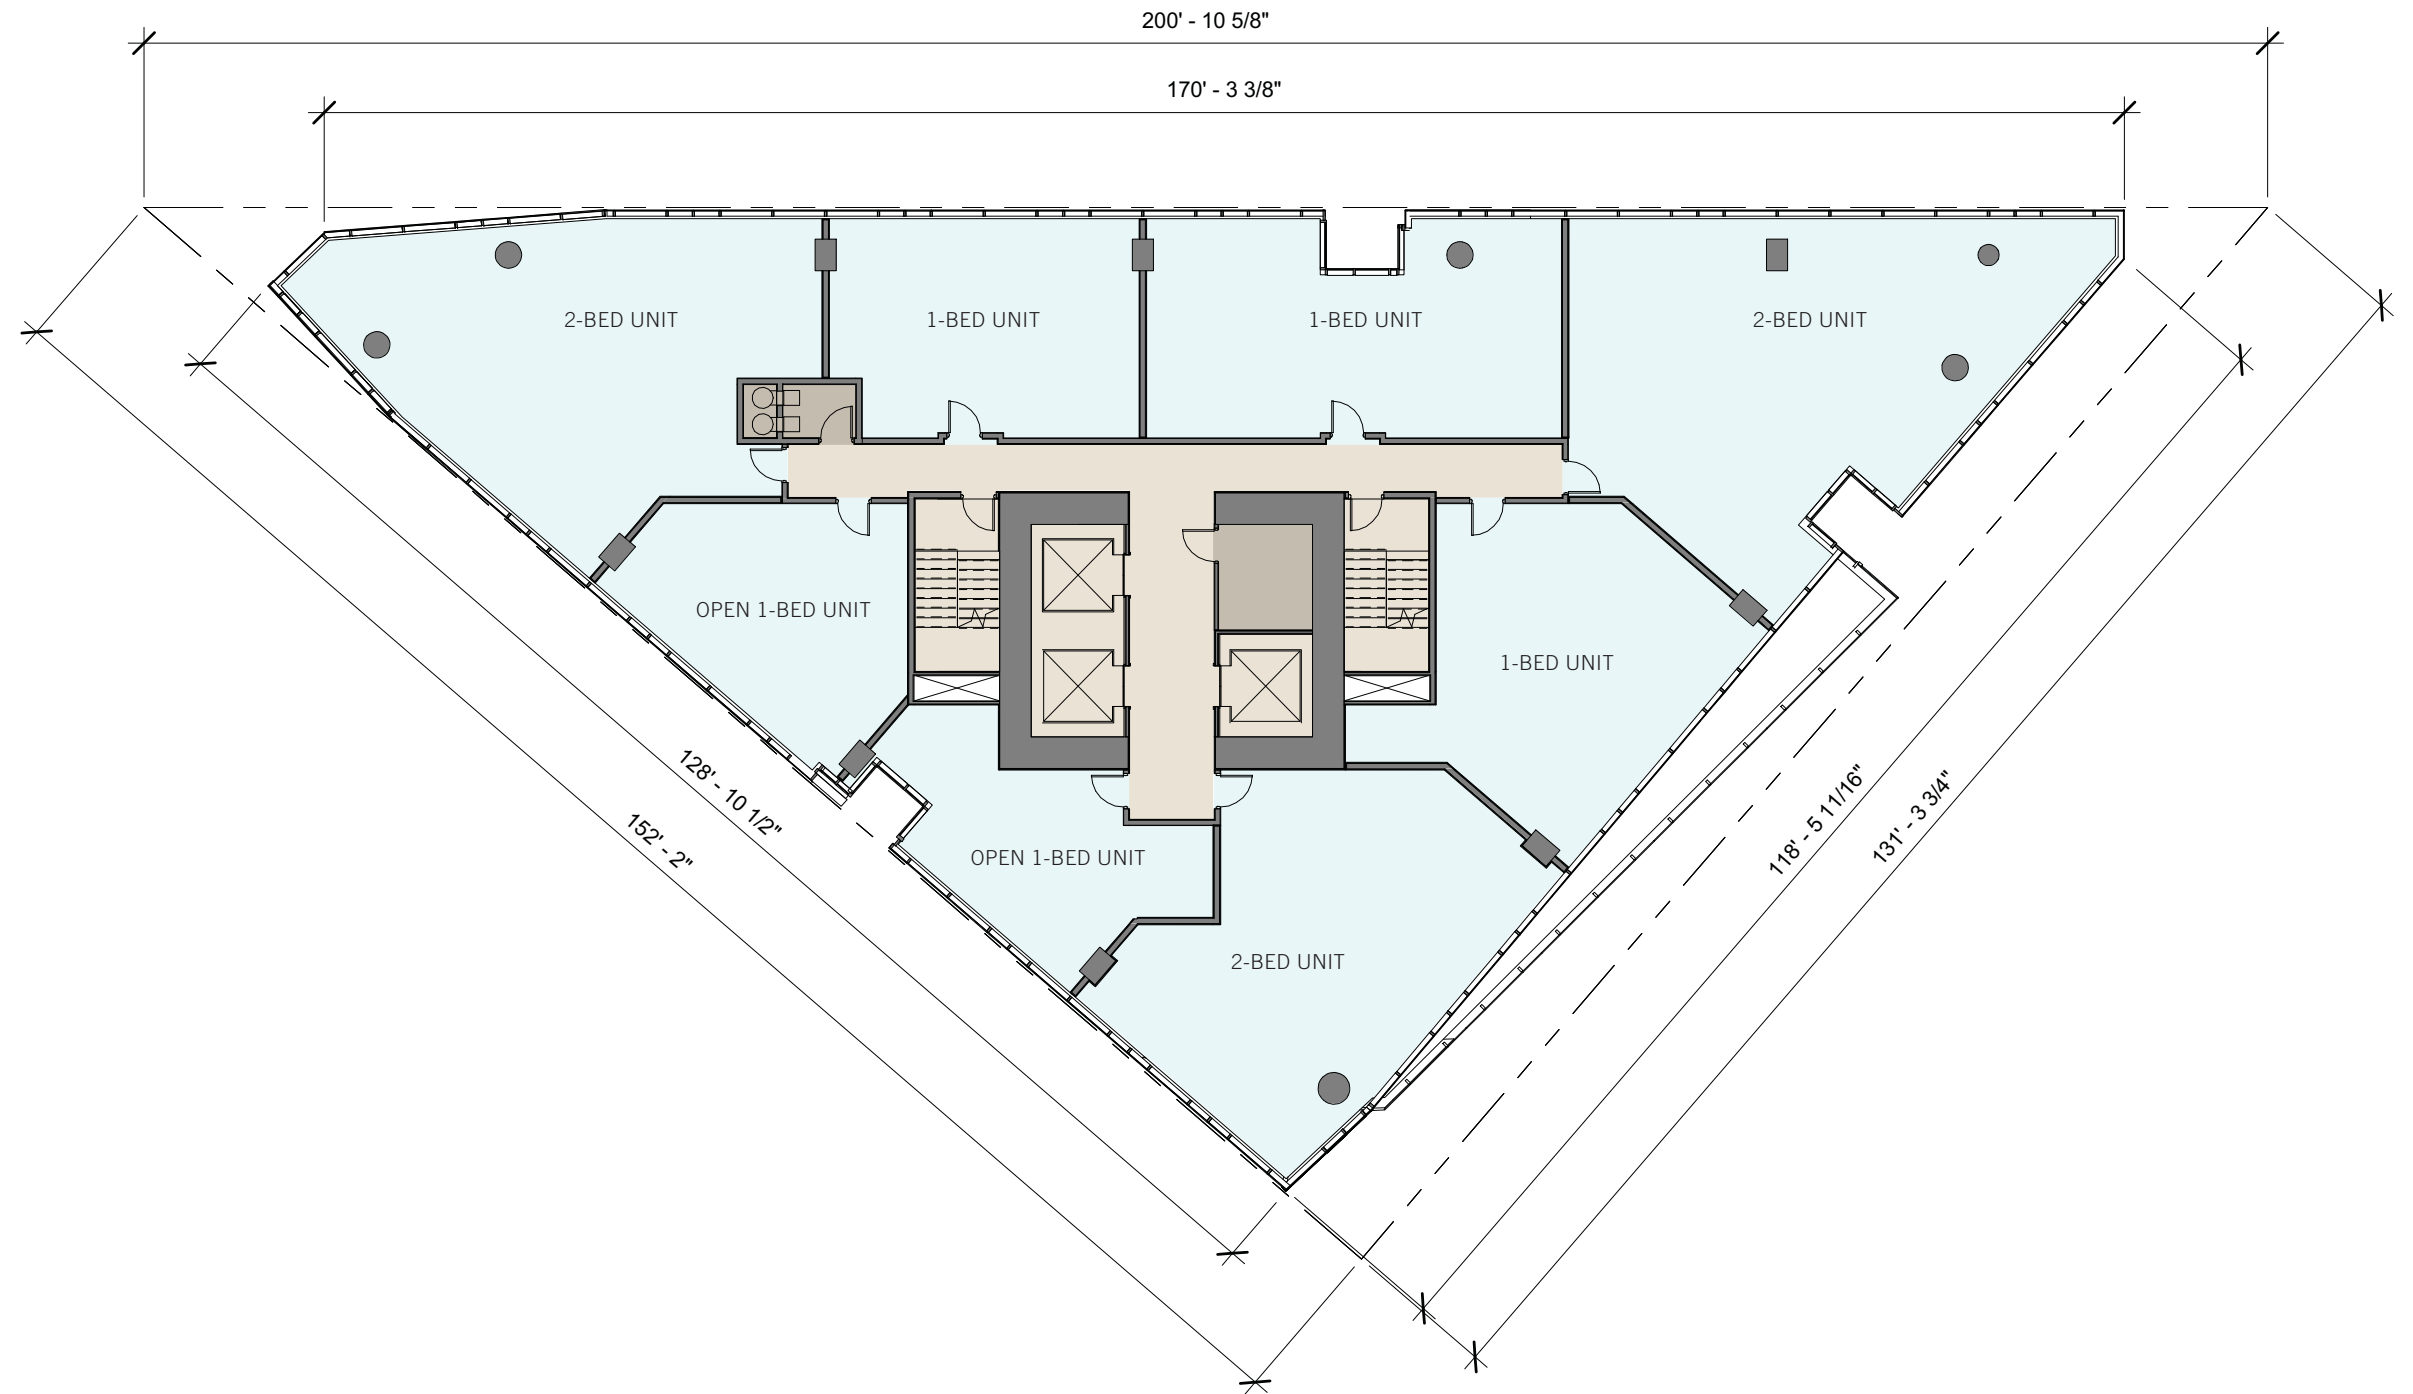 200' - 10 5/8"
170' - 3 3/8"
2-BED UNIT
1-BED UNIT
1-BED UNIT
2-BED UNIT
OPEN 1-BED UNIT
1-BED UNIT
128' - 10 1/2"
152' - 2"
118' - 5 11/16"
131' - 3 3/4"
OPEN 1-BED UNIT
2-BED UNIT